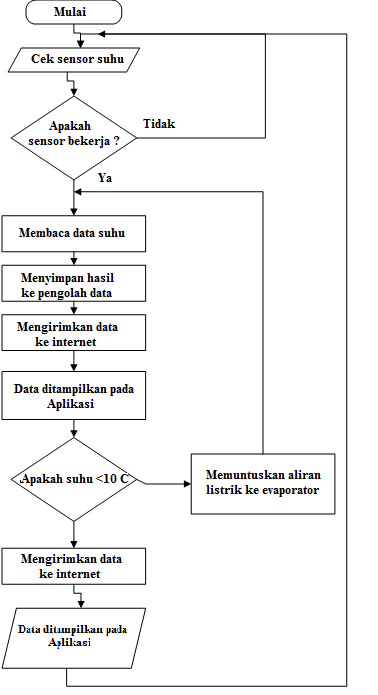 Mulai
Cek sensor suhu
Apakah
sensor bekerja ?
Tidak
Ya
Membaca data suhu
Menyimpan hasil
ke pengolah data
Mengirimkan data
ke internet
Data ditampilkan pada
Aplikasi
Apakah suhu <10 C
Memuntuskan aliran
listrik ke evaporator
Mengirimkan data
ke internet
Data ditampilkan pada
Aplikasi